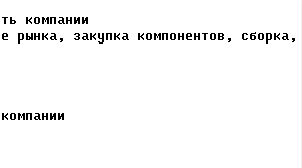 ть компании
е рынка, закупка компонентов, сборка,
компании